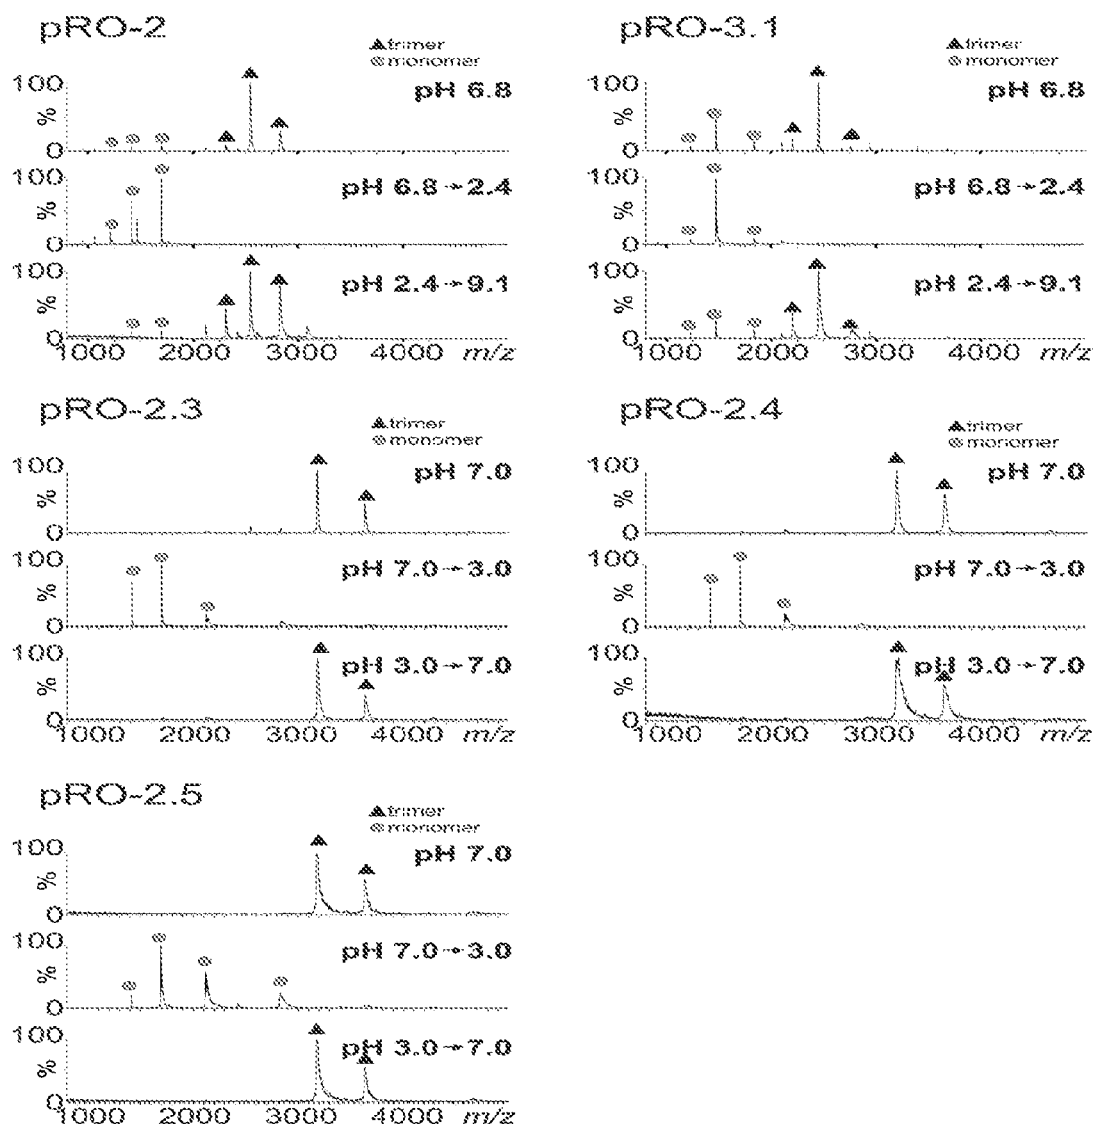 pRO-2
▲trimer
monomer
pH 6.8
100
%
0
pH 6.8→2.4
100
%
0
pH 2.4→9.1
100
%
0
1000 2000 3000 4000 m/z
pRO-3.1
▲trimer
monomer
pH 6.8
100
%
0
pH 6.8→2.4
100
%
0
pH 2.4→9.1
100
%
0
1000 2000 3000 4000 m/z
pRO-2.3
▲trimer
monomer
pH 7.0
100
%
0
pH 7.0→3.0
100
%
0
pH 3.0→7.0
100
%
0
1000 2000 3000 4000 m/z
pRO-2.4
▲trimer
monomer
pH 7.0
100
%
0
pH 7.0→3.0
100
%
0
pH 3.0→7.0
100
%
0
1000 2000 3000 4000 m/z
pRO-2.5
▲trimer
monomer
pH 7.0
100
%
0
pH 7.0→3.0
100
%
0
pH 3.0→7.0
100
%
0
1000 2000 3000 4000 m/z